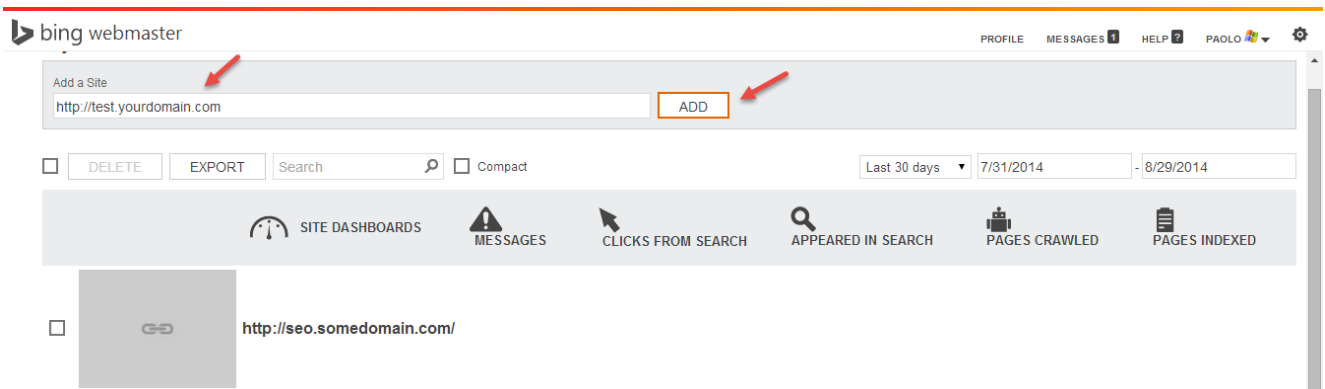 bing webmaster
PROFILE MESSAGES 1 HELP ? PAOLO
Add a Site
http://test.yourdomain.com ADD
DELETE EXPORT Search Compact Last 30 days 7/31/2014 - 8/29/2014
SITE DASHBOARDS MESSAGES CLICKS FROM SEARCH APPEARED IN SEARCH PAGES CRAWLED PAGES INDEXED
http://seo.somedomain.com/